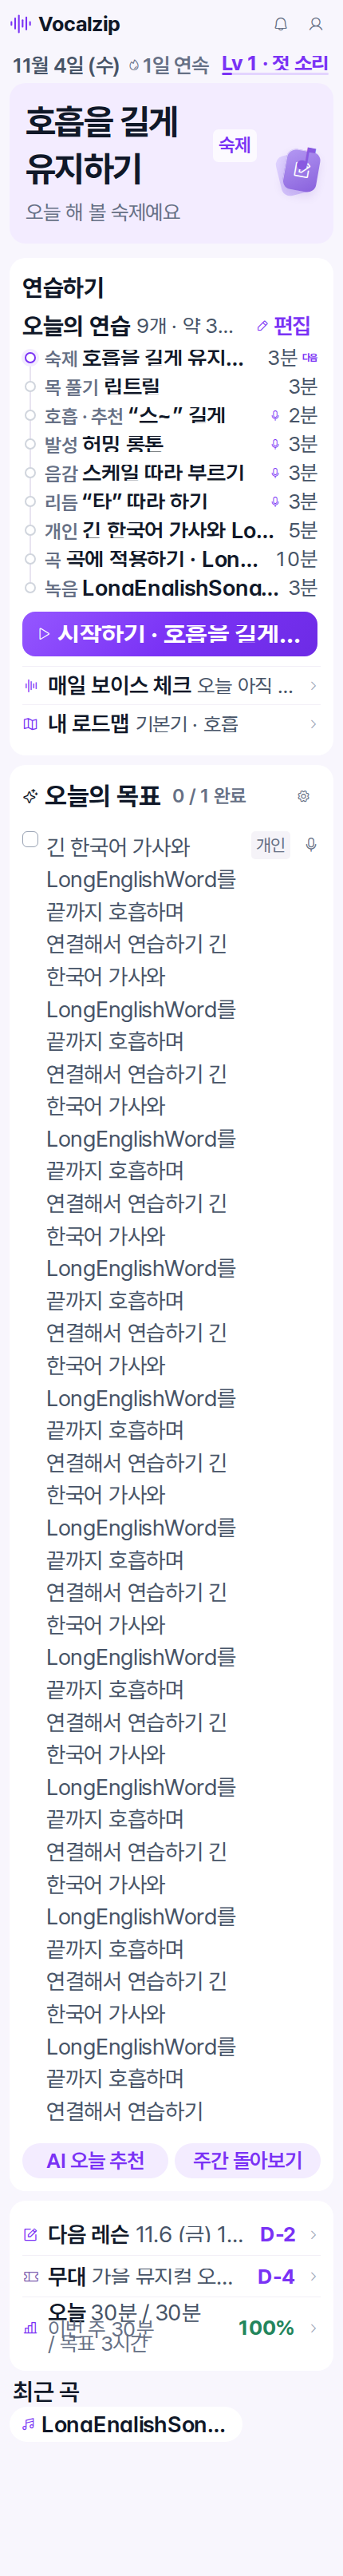 Vocalzip
11월 4일 (수) 1일 연속 Lv 1 · 첫 소리
호흡을 길게
유지하기
숙제
오늘 해 볼 숙제예요
연습하기
오늘의 연습 9개 · 약 3... 편집
숙제 호흡을 길게 유지... 3분 다음
목 풀기 립트릴 3분
호흡 · 추천 “스~” 길게 2분
발성 허밍 롱톤 3분
음감 스케일 따라 부르기 3분
리듬 “타” 따라 하기 3분
개인 긴 한국어 가사와 Lo... 5분
곡 곡에 적용하기 · Lon... 10분
녹음 LongEnglishSong... 3분
시작하기 · 호흡을 길게...
매일 보이스 체크 오늘 아직 ...
내 로드맵 기본기 · 호흡
오늘의 목표 0 / 1 완료
긴 한국어 가사와 개인
LongEnglishWord를
끝까지 호흡하며
연결해서 연습하기 긴
한국어 가사와
LongEnglishWord를
끝까지 호흡하며
연결해서 연습하기 긴
한국어 가사와
LongEnglishWord를
끝까지 호흡하며
연결해서 연습하기 긴
한국어 가사와
LongEnglishWord를
끝까지 호흡하며
연결해서 연습하기 긴
한국어 가사와
LongEnglishWord를
끝까지 호흡하며
연결해서 연습하기 긴
한국어 가사와
LongEnglishWord를
끝까지 호흡하며
연결해서 연습하기 긴
한국어 가사와
LongEnglishWord를
끝까지 호흡하며
연결해서 연습하기 긴
한국어 가사와
LongEnglishWord를
끝까지 호흡하며
연결해서 연습하기 긴
한국어 가사와
LongEnglishWord를
끝까지 호흡하며
연결해서 연습하기 긴
한국어 가사와
LongEnglishWord를
끝까지 호흡하며
연결해서 연습하기
AI 오늘 추천 주간 돌아보기
다음 레슨 11.6 (금) 1... D-2
무대 가을 뮤지컬 오... D-4
오늘 30분 / 30분
이번 주 30분 100%
/ 목표 3시간
최근 곡
LongEnglishSon...